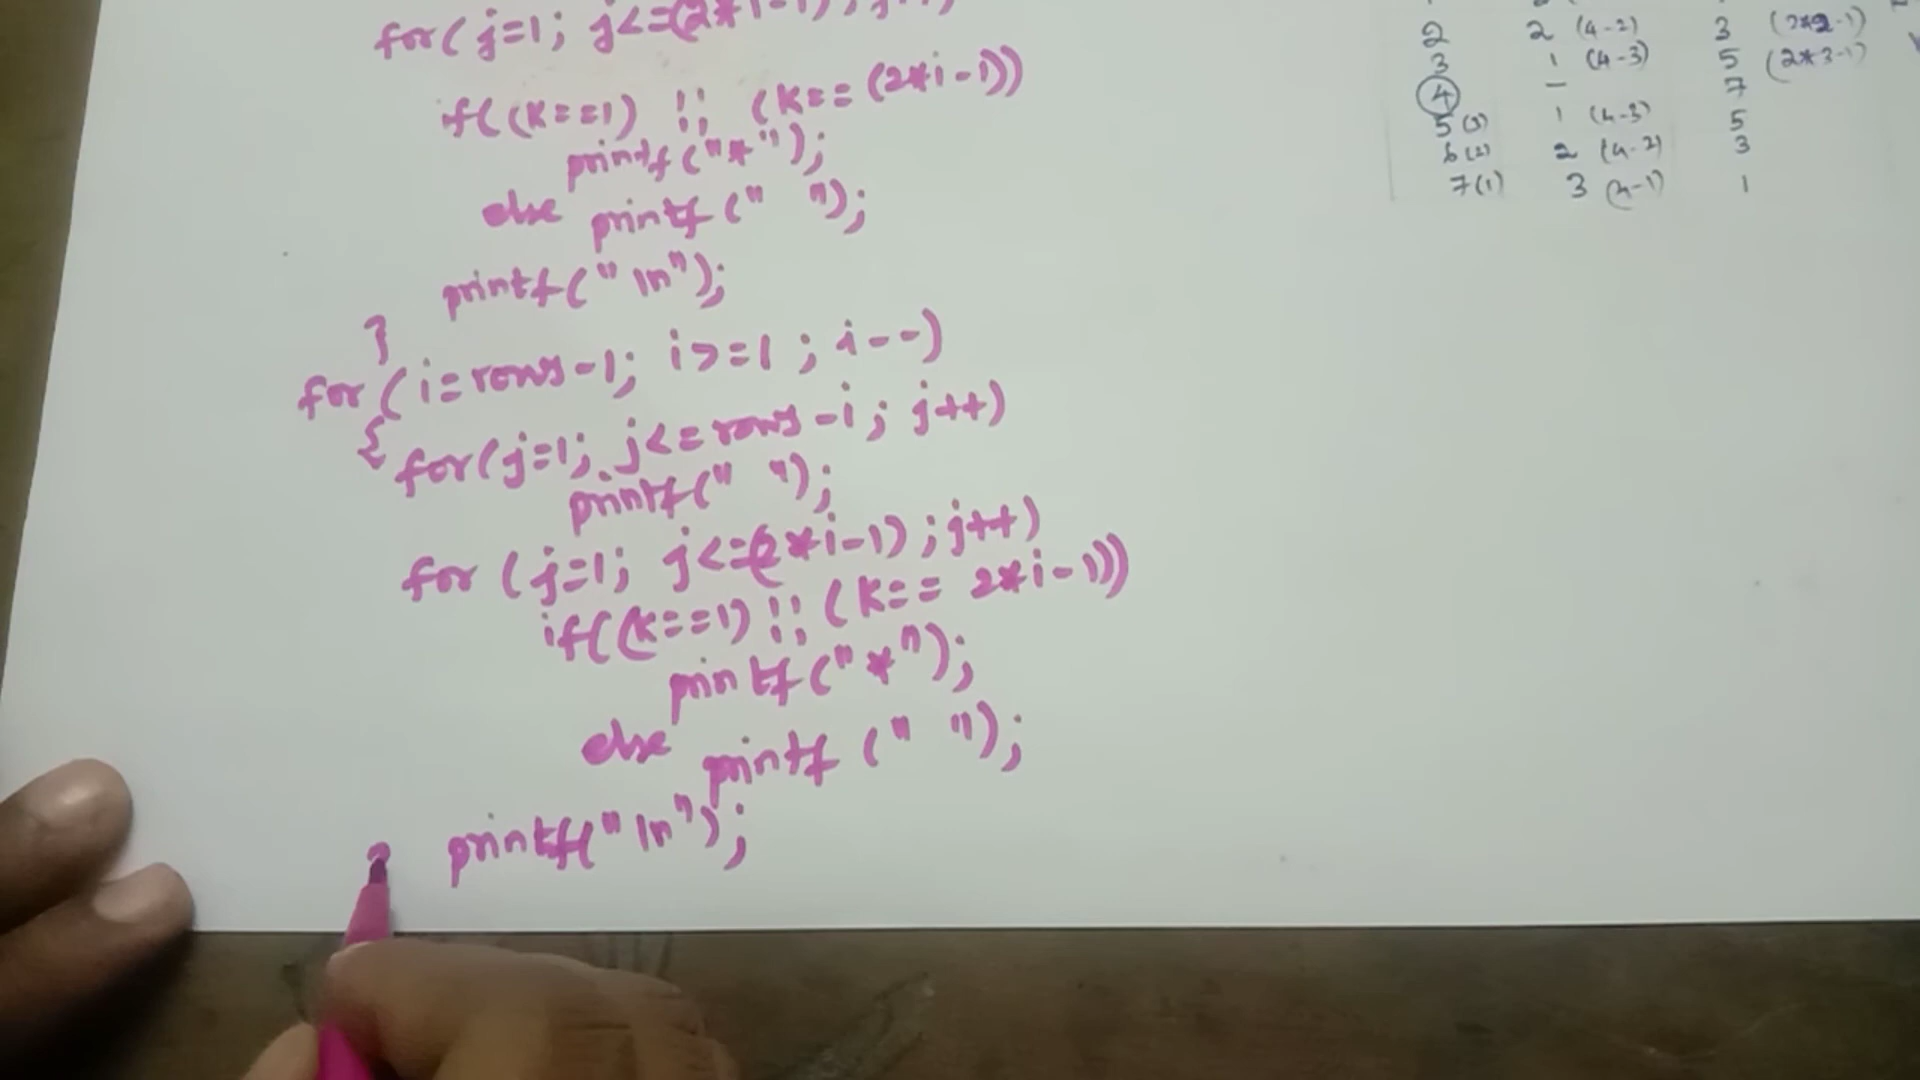 for( j=1; j<=(2*i-1); j++)
if((K==1) !! (K== (2*i-1))
printf("*");
else printf(" ");
printf("\n");
}
for (i=rows-1; i>=1; i--)
{ for(j=1; j<=rows-i; j++)
printf(" ");
for (j=1; j<=(2*i-1); j++)
if((K==1) !! (K== 2*i-1))
printf("*");
else printf(" ");
printf("\n");
2 2 (4-2) 3 (2*2-1)
3 1 (4-3) 5 (2*3-1)
4 - 7
5(3) 1 (4-3) 5
6(2) 2 (4-2) 3
7(1) 3 (4-1) 1